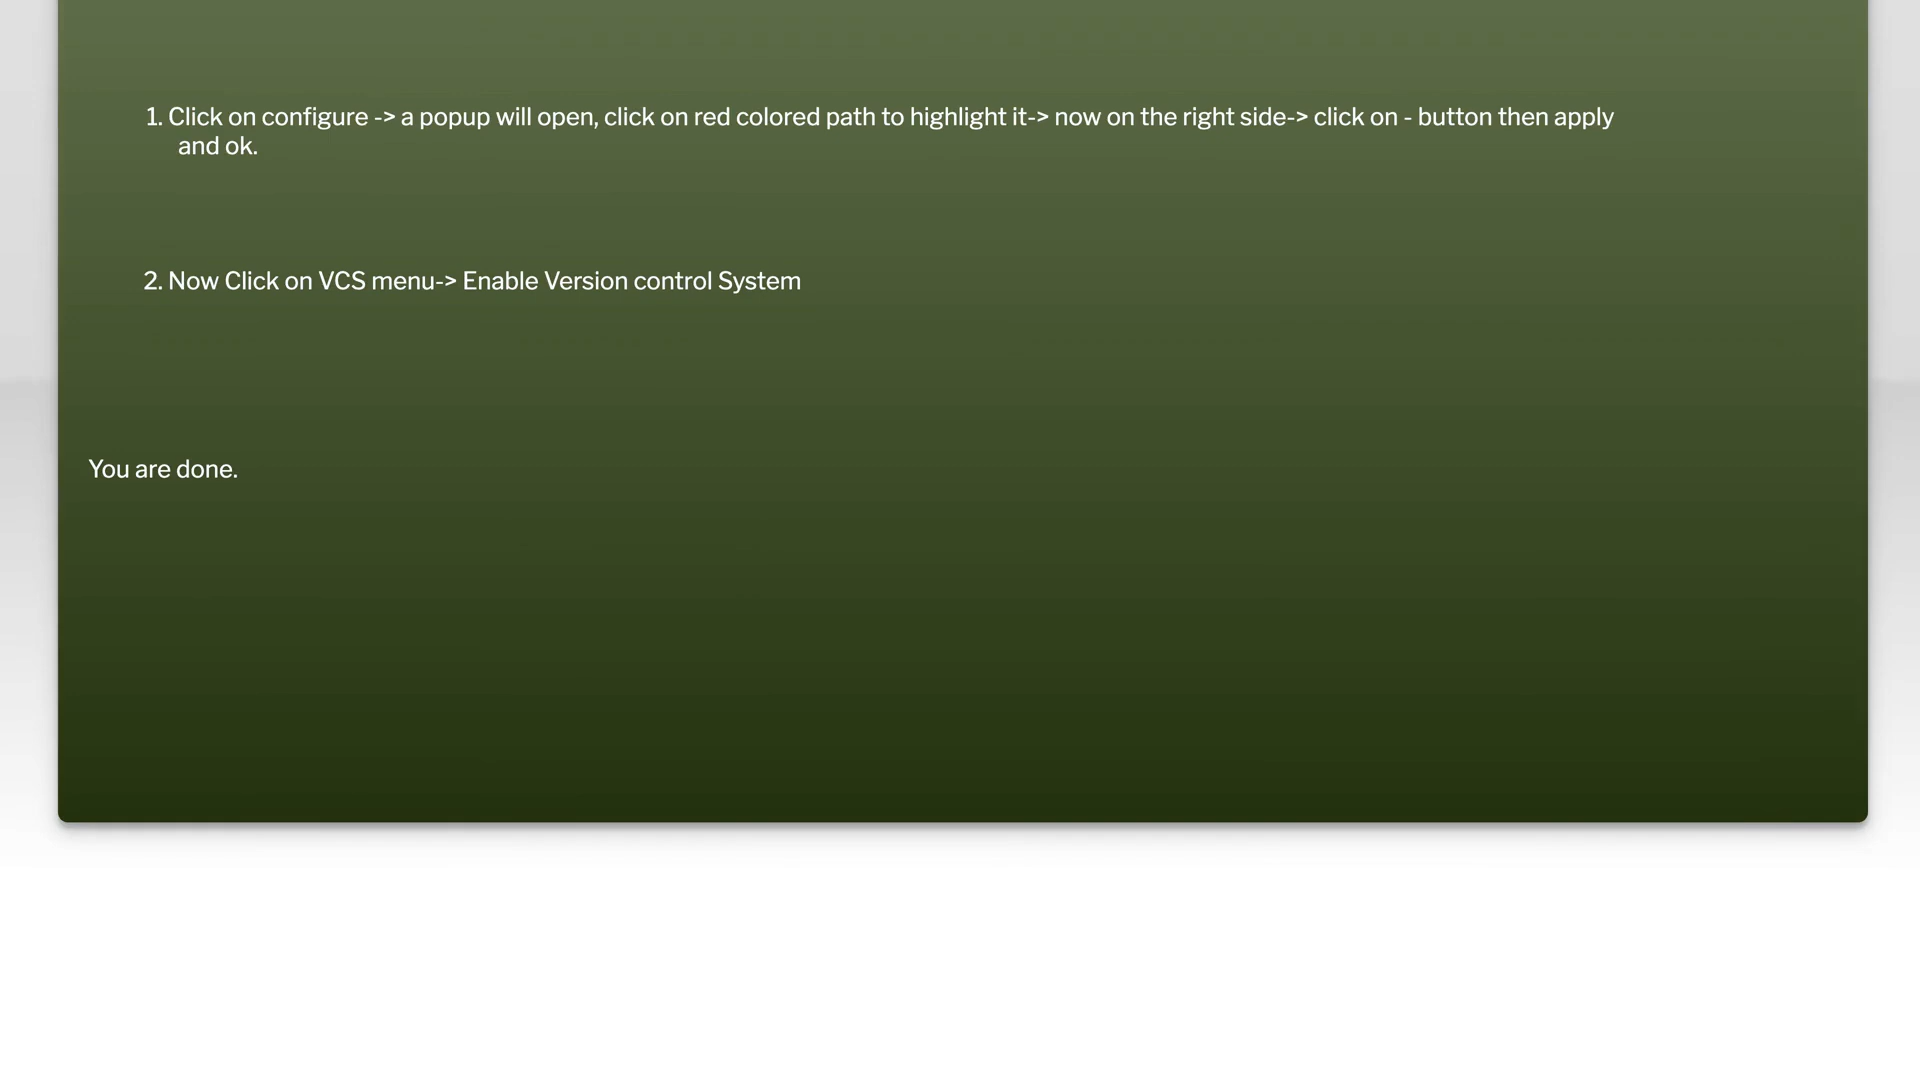 1. Click on configure -> a popup will open, click on red colored path to highlight it-> now on the right side-> click on - button then apply
and ok.
2. Now Click on VCS menu-> Enable Version control System
You are done.